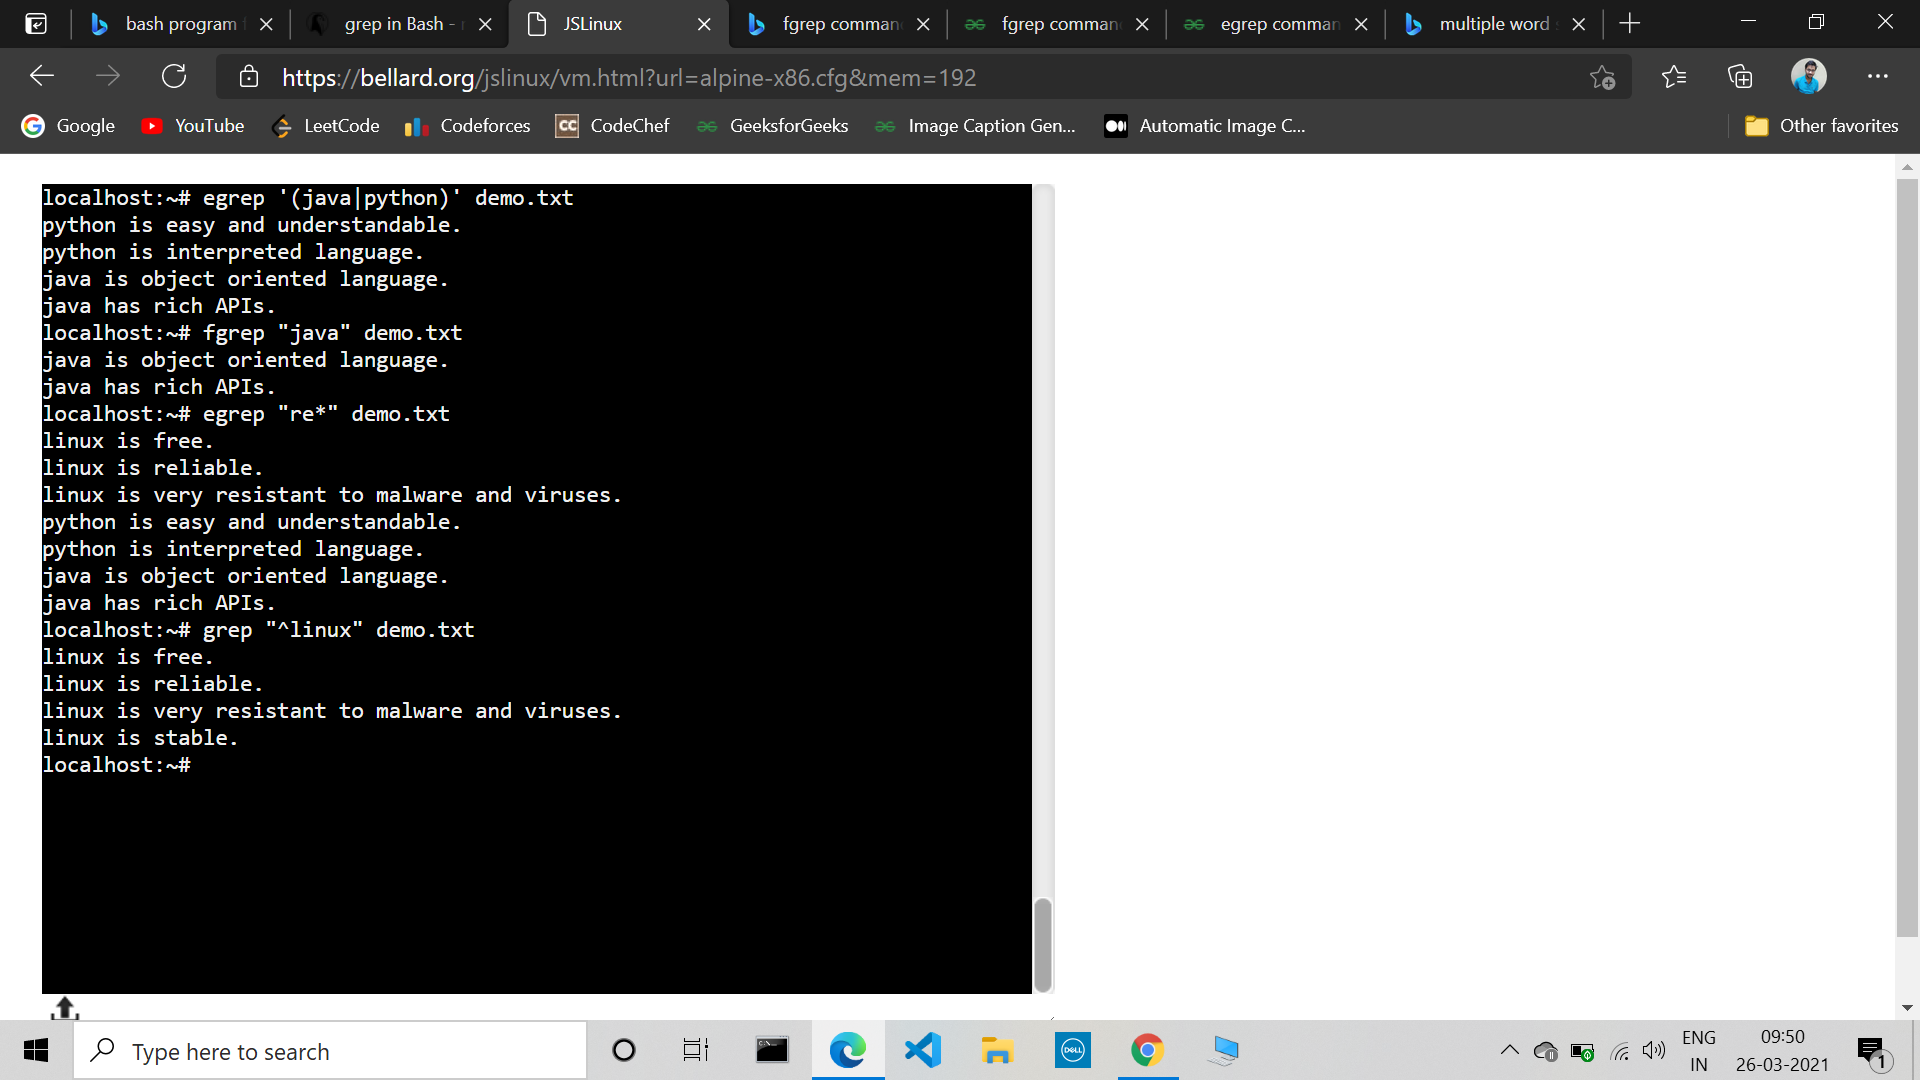 bash program f
grep in Bash - r
JSLinux
fgrep comman
fgrep comman
egrep comman
multiple word s
https://bellard.org/jslinux/vm.html?url=alpine-x86.cfg&mem=192
Google
YouTube
LeetCode
Codeforces
CC
CodeChef
GeeksforGeeks
Image Caption Gen...
Automatic Image C...
Other favorites
localhost:~# egrep '(java|python)' demo.txt
python is easy and understandable.
python is interpreted language.
java is object oriented language.
java has rich APIs.
localhost:~# fgrep "java" demo.txt
java is object oriented language.
java has rich APIs.
localhost:~# egrep "re*" demo.txt
linux is free.
linux is reliable.
linux is very resistant to malware and viruses.
python is easy and understandable.
python is interpreted language.
java is object oriented language.
java has rich APIs.
localhost:~# grep "^linux" demo.txt
linux is free.
linux is reliable.
linux is very resistant to malware and viruses.
linux is stable.
localhost:~#
Type here to search
DELL
ENG
IN
09:50
26-03-2021
1